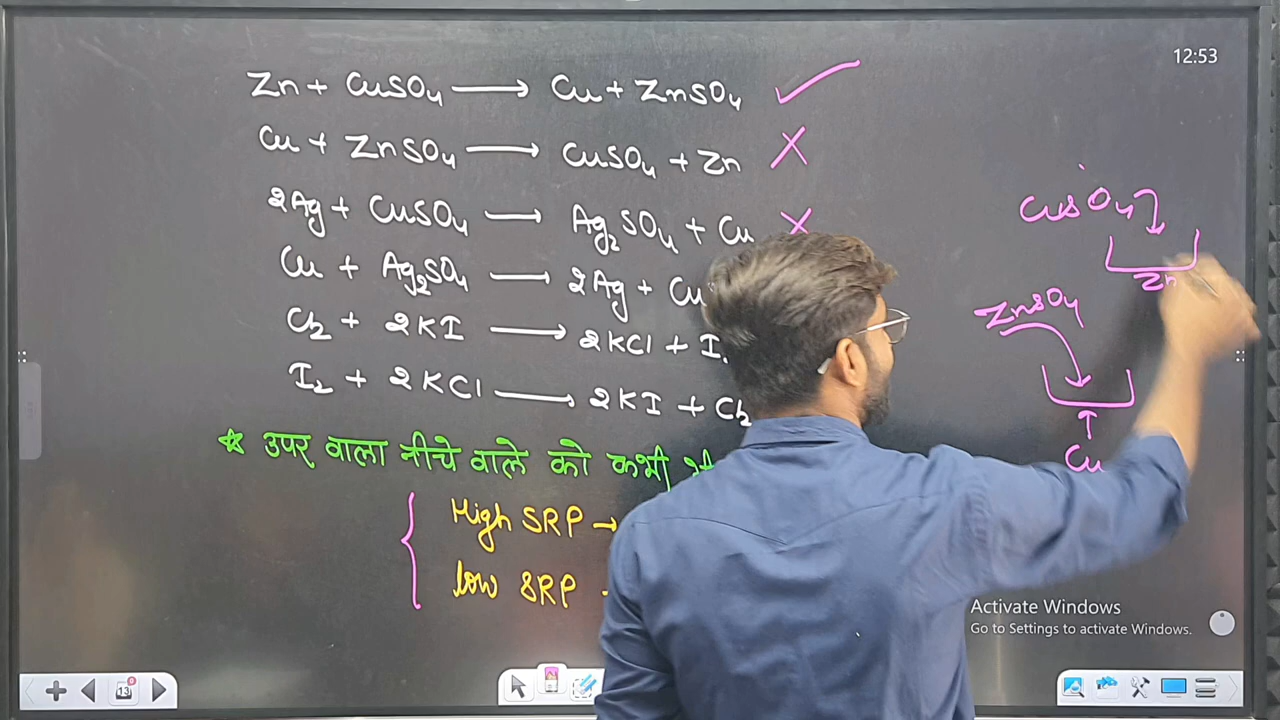 12:53
Zn + CuSO4 ⟶ Cu + ZnSO4 ✓
Cu + ZnSO4 ⟶ CuSO4 + Zn ✗
2Ag + CuSO4 ⟶ Ag2SO4 + Cu ✗
Cu + Ag2SO4 ⟶ 2Ag + Cu
Cl2 + 2KI ⟶ 2KCl + I
I2 + 2KCl ⟶ 2KI + Cl2
☆ उपर वाला नीचे वाले को कभी
High SRP →
low SRP
CuSO4
Zn
ZnSO4
Cu
Activate Windows
Go to Settings to activate Windows.
13